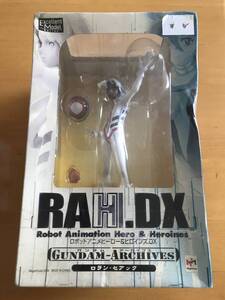 Excellent
Model
RAH.DX
Robot Animation Hero & Heroines
ロボットアニメヒーロー&ヒロインズDX
GUNDAM-ARCHIVES
ロラン・セアック
MegaHouse